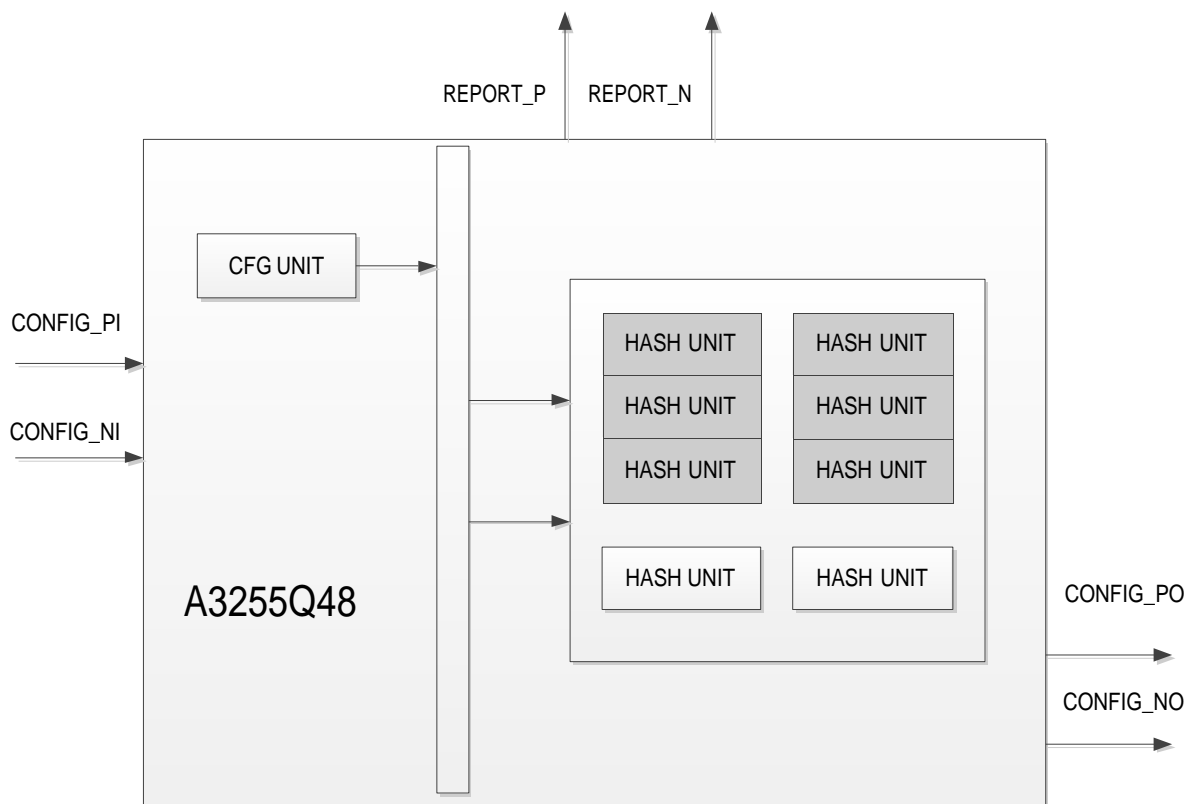 REPORT_P
REPORT_N
CFG UNIT
CONFIG_PI
CONFIG_NI
HASH UNIT
HASH UNIT
HASH UNIT
HASH UNIT
HASH UNIT
HASH UNIT
HASH UNIT
HASH UNIT
A3255Q48
CONFIG_PO
CONFIG_NO